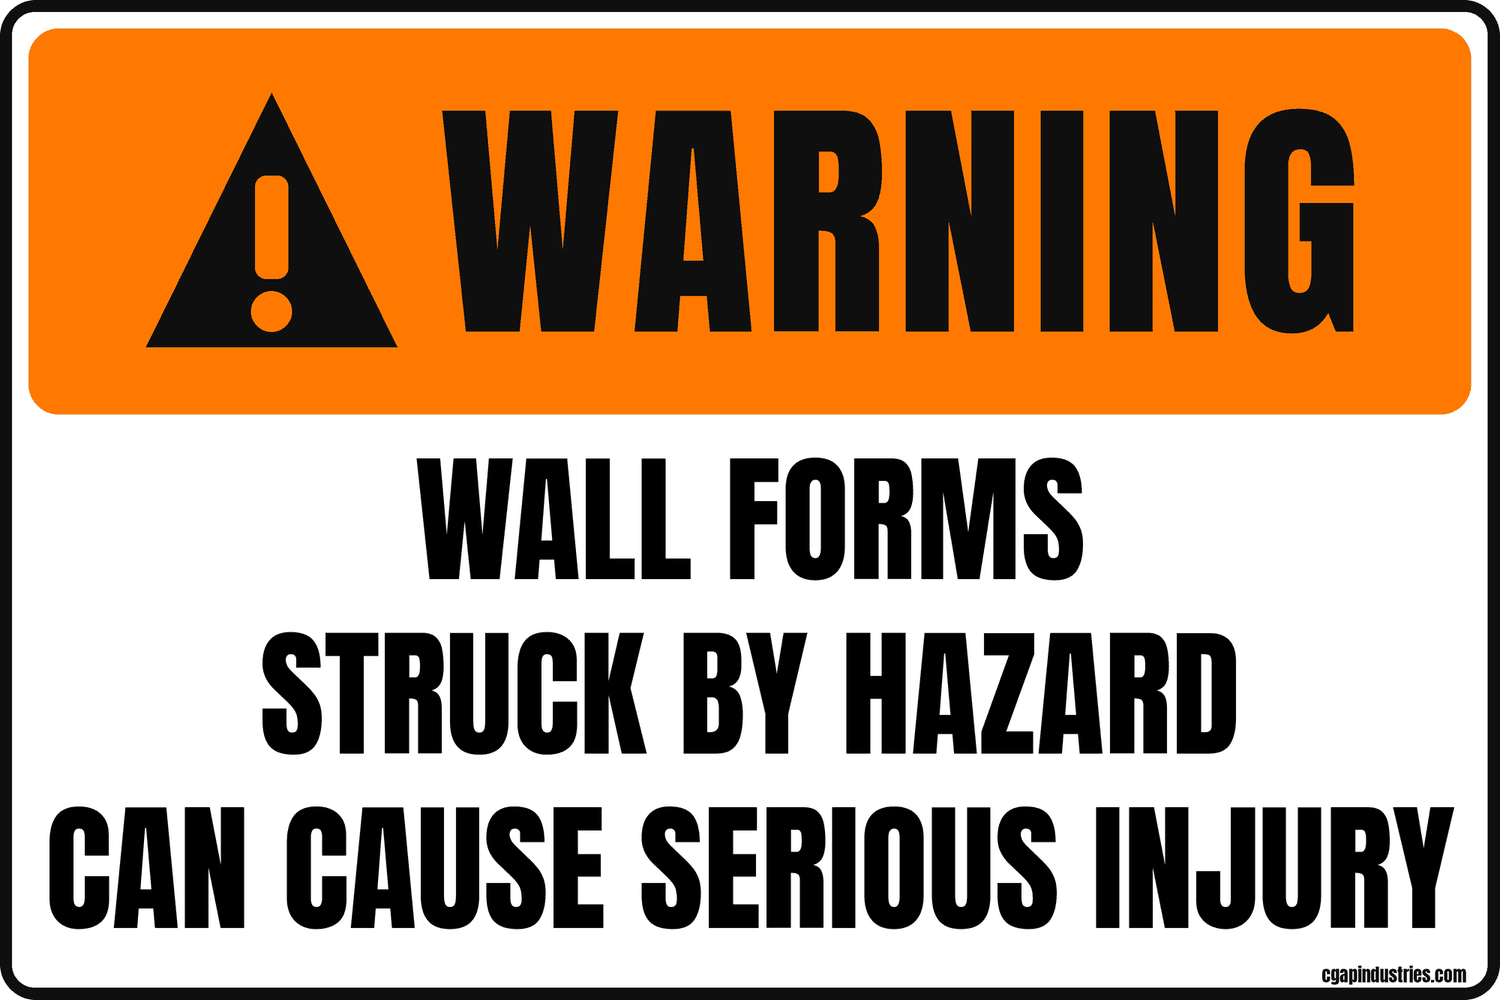 WARNING
WALL FORMS
STRUCK BY HAZARD
CAN CAUSE SERIOUS INJURY
cgapindustries.com